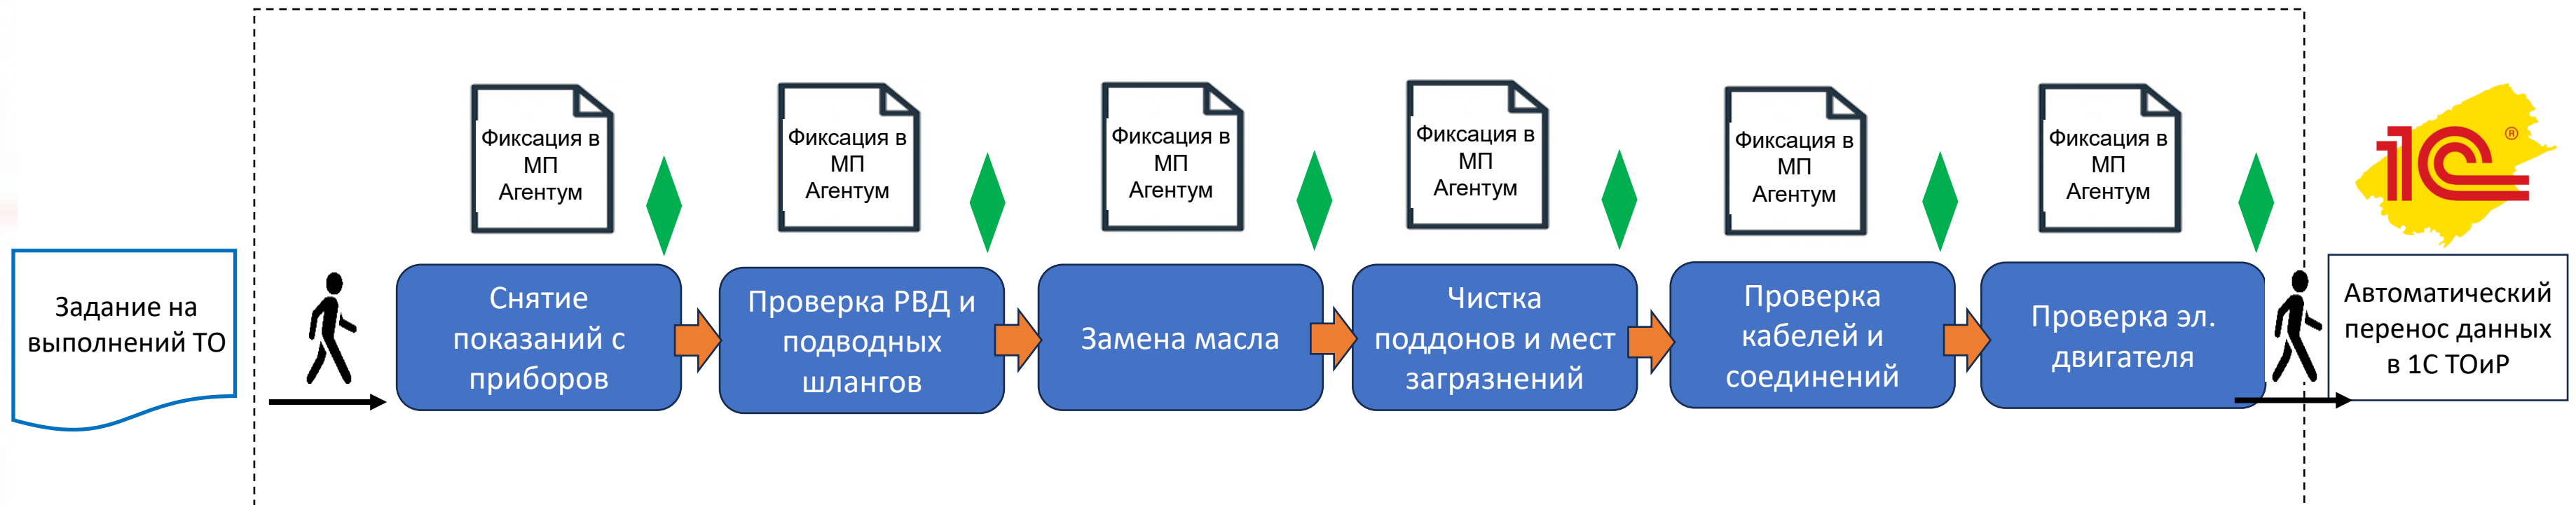 Фиксация в
МП
Агентум
Фиксация в
МП
Агентум
Фиксация в
МП
Агентум
Фиксация в
МП
Агентум
Фиксация в
МП
Агентум
Фиксация в
МП
Агентум
1С®
Задание на
выполнений ТО
Снятие
показаний с
приборов
Проверка РВД и
подводных
шлангов
Замена масла
Чистка
поддонов и мест
загрязнений
Проверка
кабелей и
соединений
Проверка эл.
двигателя
Автоматический
перенос данных
в 1С ТОиР